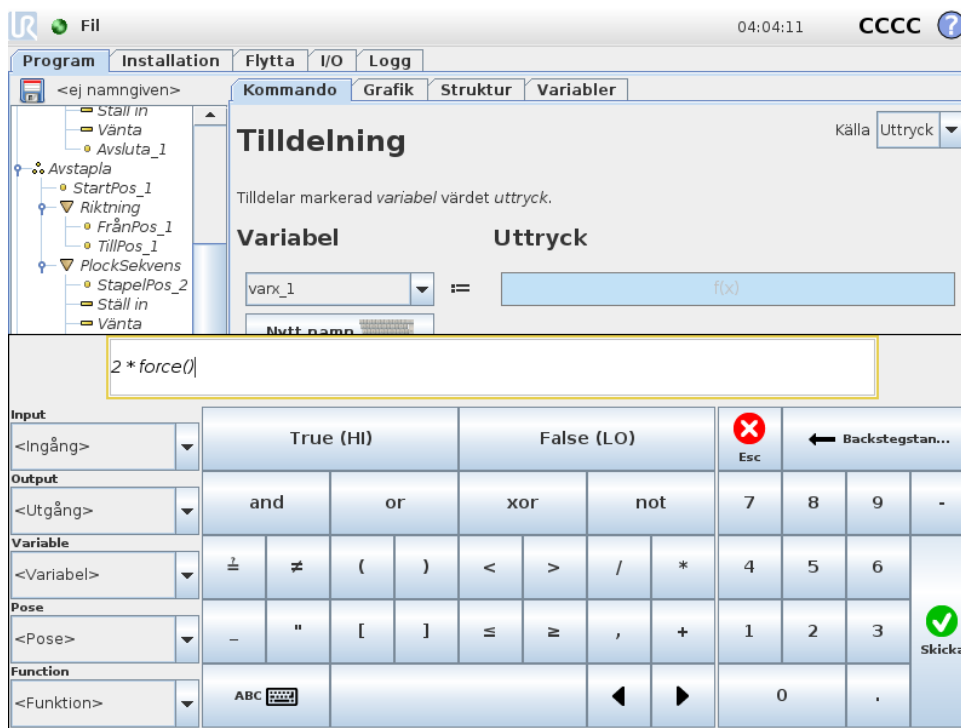 UR Fil 04:04:11 CCCC ?
Program Installation Flytta I/O Logg
<ej namngiven> Kommando Grafik Struktur Variabler
Ställ in
Vänta
Avsluta_1
Avstapla
StartPos_1
Riktning
FrånPos_1
TillPos_1
PlockSekvens
StapelPos_2
Ställ in
Vänta
Tilldelning
Källa Uttryck
Tilldelar markerad variabel värdet uttryck.
Variabel Uttryck
varx_1 := f(x)
Nytt namn
2 * force()
Input
<Ingång>
Output
<Utgång>
Variable
<Variabel>
Pose
<Pose>
Function
<Funktion>
True (HI) False (LO) Esc Backstegstan...
and or xor not 7 8 9 -
≟ ≠ ( ) < > / * 4 5 6
_ " [ ] ≤ ≥ , + 1 2 3 Skicka
ABC 0 .